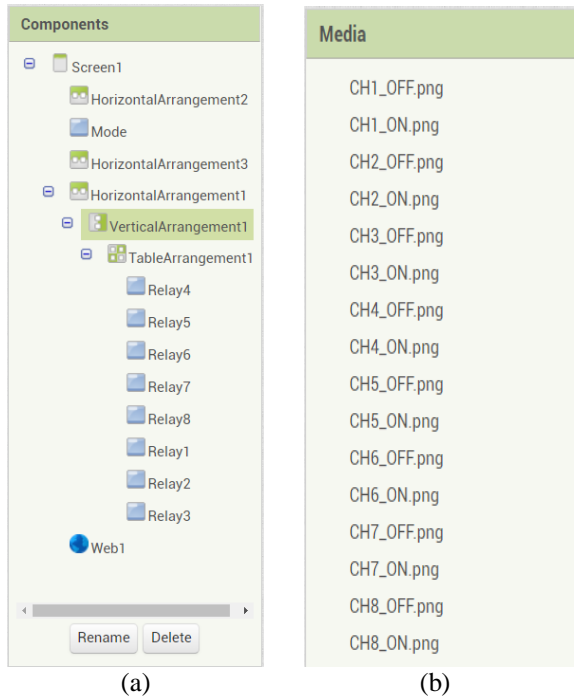 Components
Screen1
HorizontalArrangement2
Mode
HorizontalArrangement3
HorizontalArrangement1
VerticalArrangement1
TableArrangement1
Relay4
Relay5
Relay6
Relay7
Relay8
Relay1
Relay2
Relay3
Web1
Rename Delete
(a)
Media
CH1_OFF.png
CH1_ON.png
CH2_OFF.png
CH2_ON.png
CH3_OFF.png
CH3_ON.png
CH4_OFF.png
CH4_ON.png
CH5_OFF.png
CH5_ON.png
CH6_OFF.png
CH6_ON.png
CH7_OFF.png
CH7_ON.png
CH8_OFF.png
CH8_ON.png
(b)